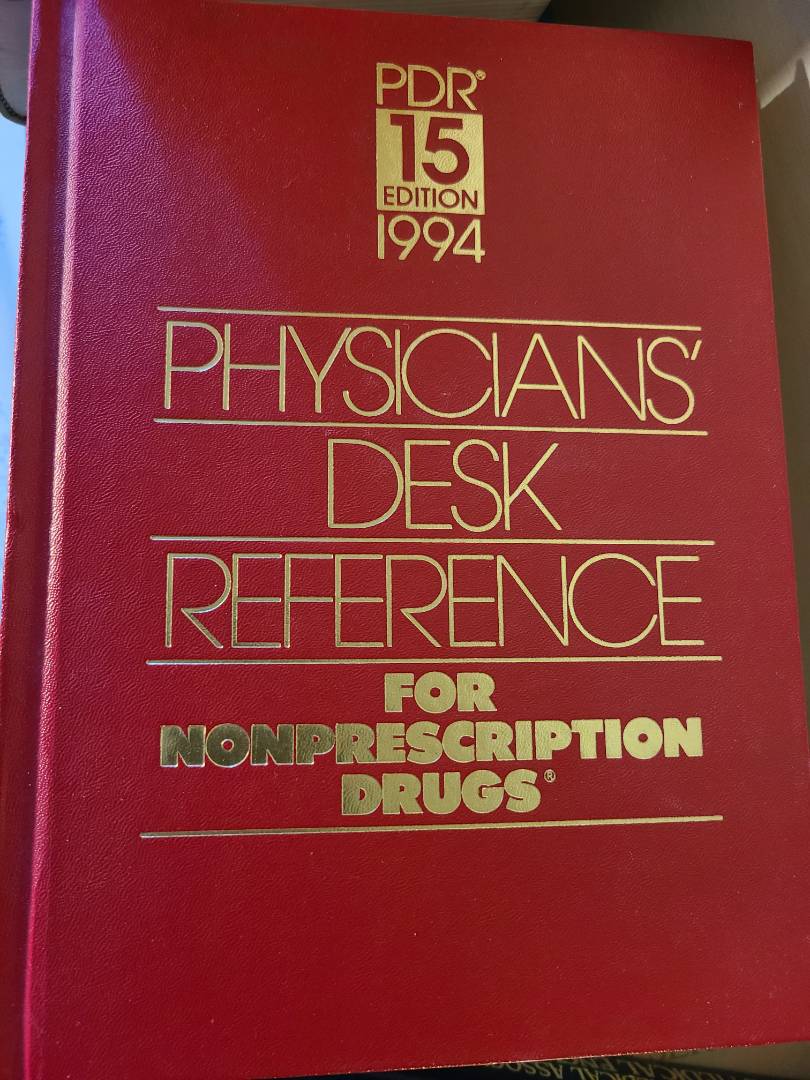 PDR®
15
EDITION
1994
PHYSICIANS'
DESK
REFERENCE
FOR
NONPRESCRIPTION
DRUGS®